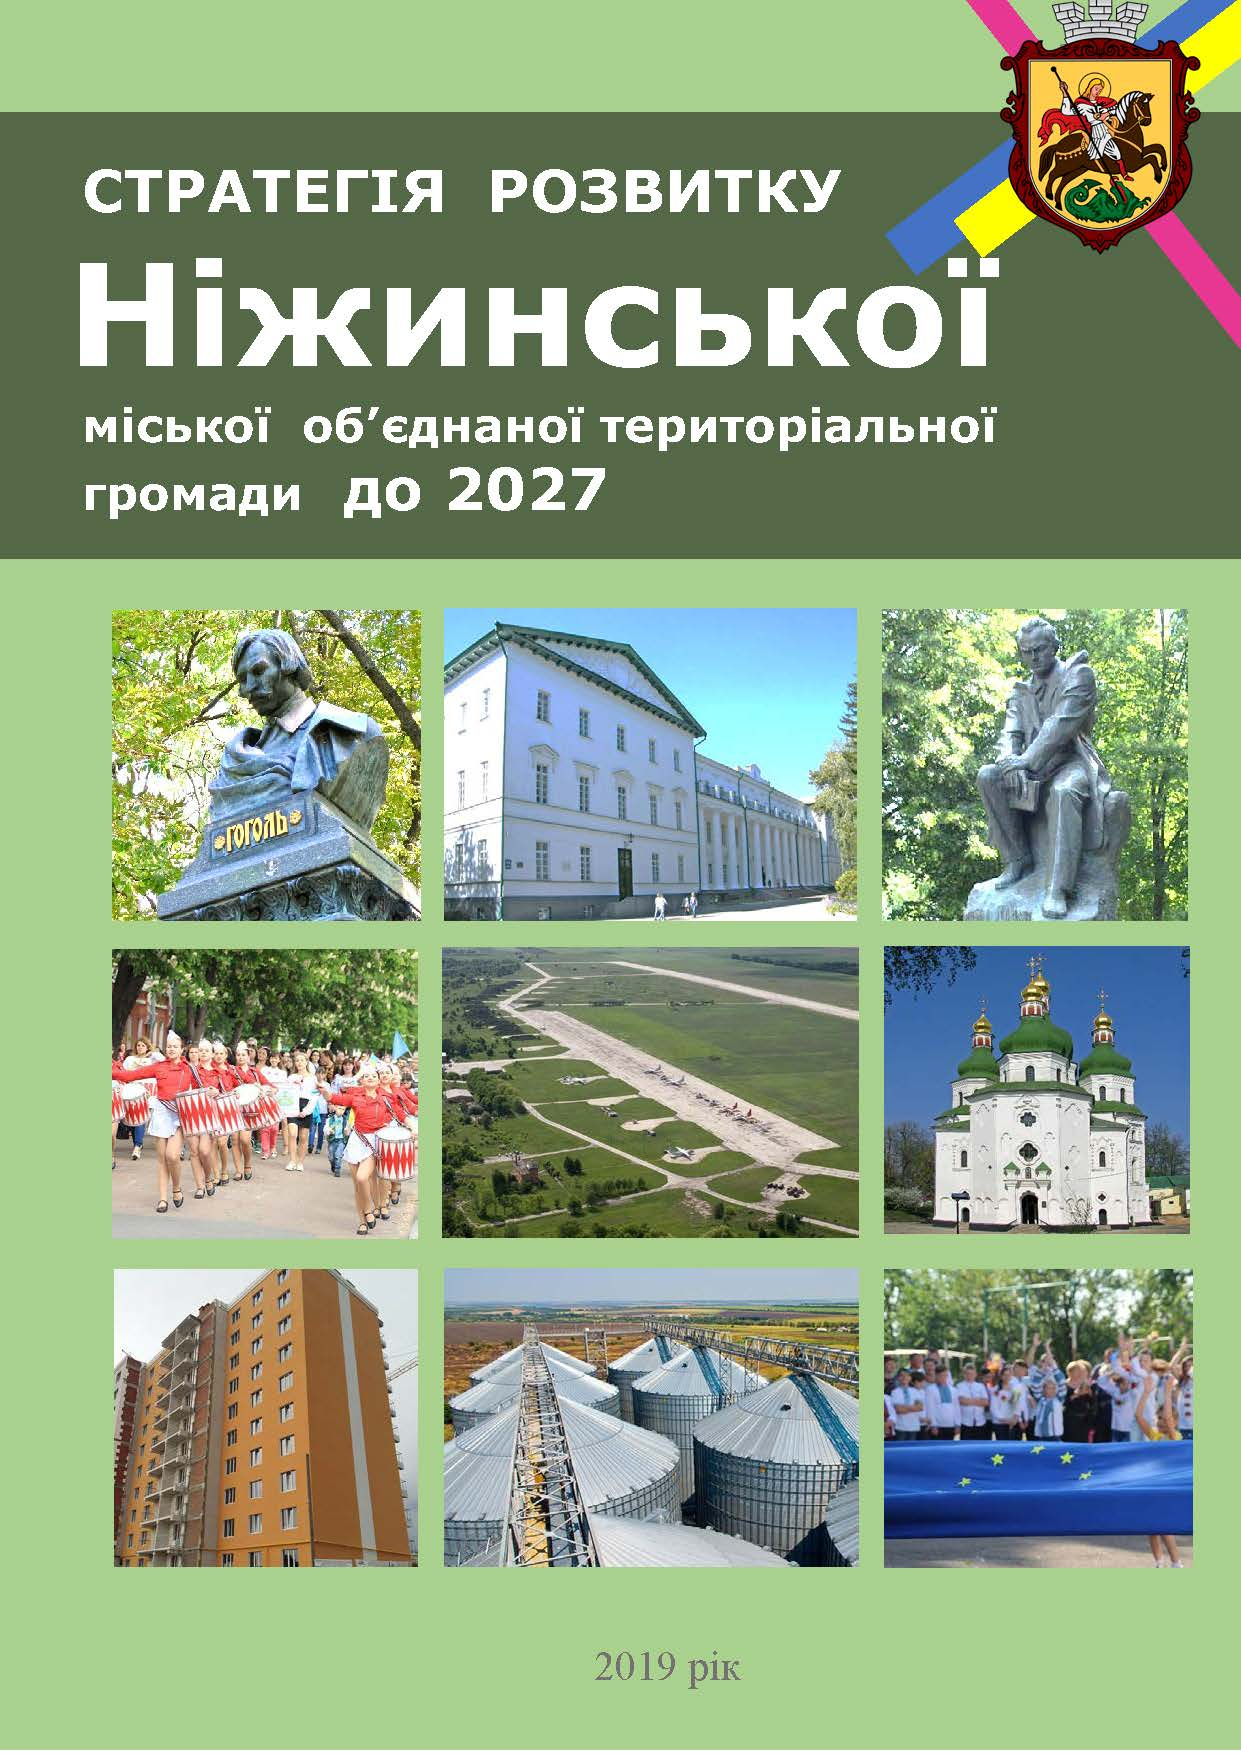 СТРАТЕГІЯ РОЗВИТКУ
Ніжинської
міської об’єднаної територіальної
громади до 2027
ГОГОЛЬ
2019 рік